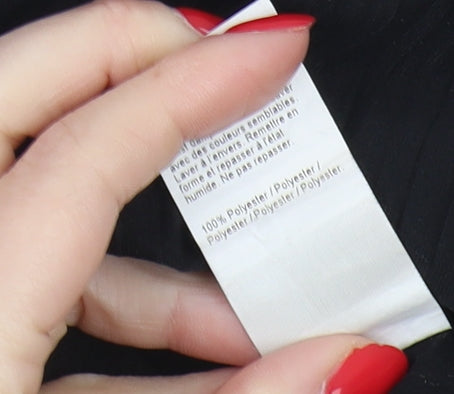 avec des couleurs semblables.
Laver à l'envers. Remettre en
forme et repasser à l'état
humide. Ne pas repasser.
100% Polyester / Polyester /
Polyester / Polyester / Polyester